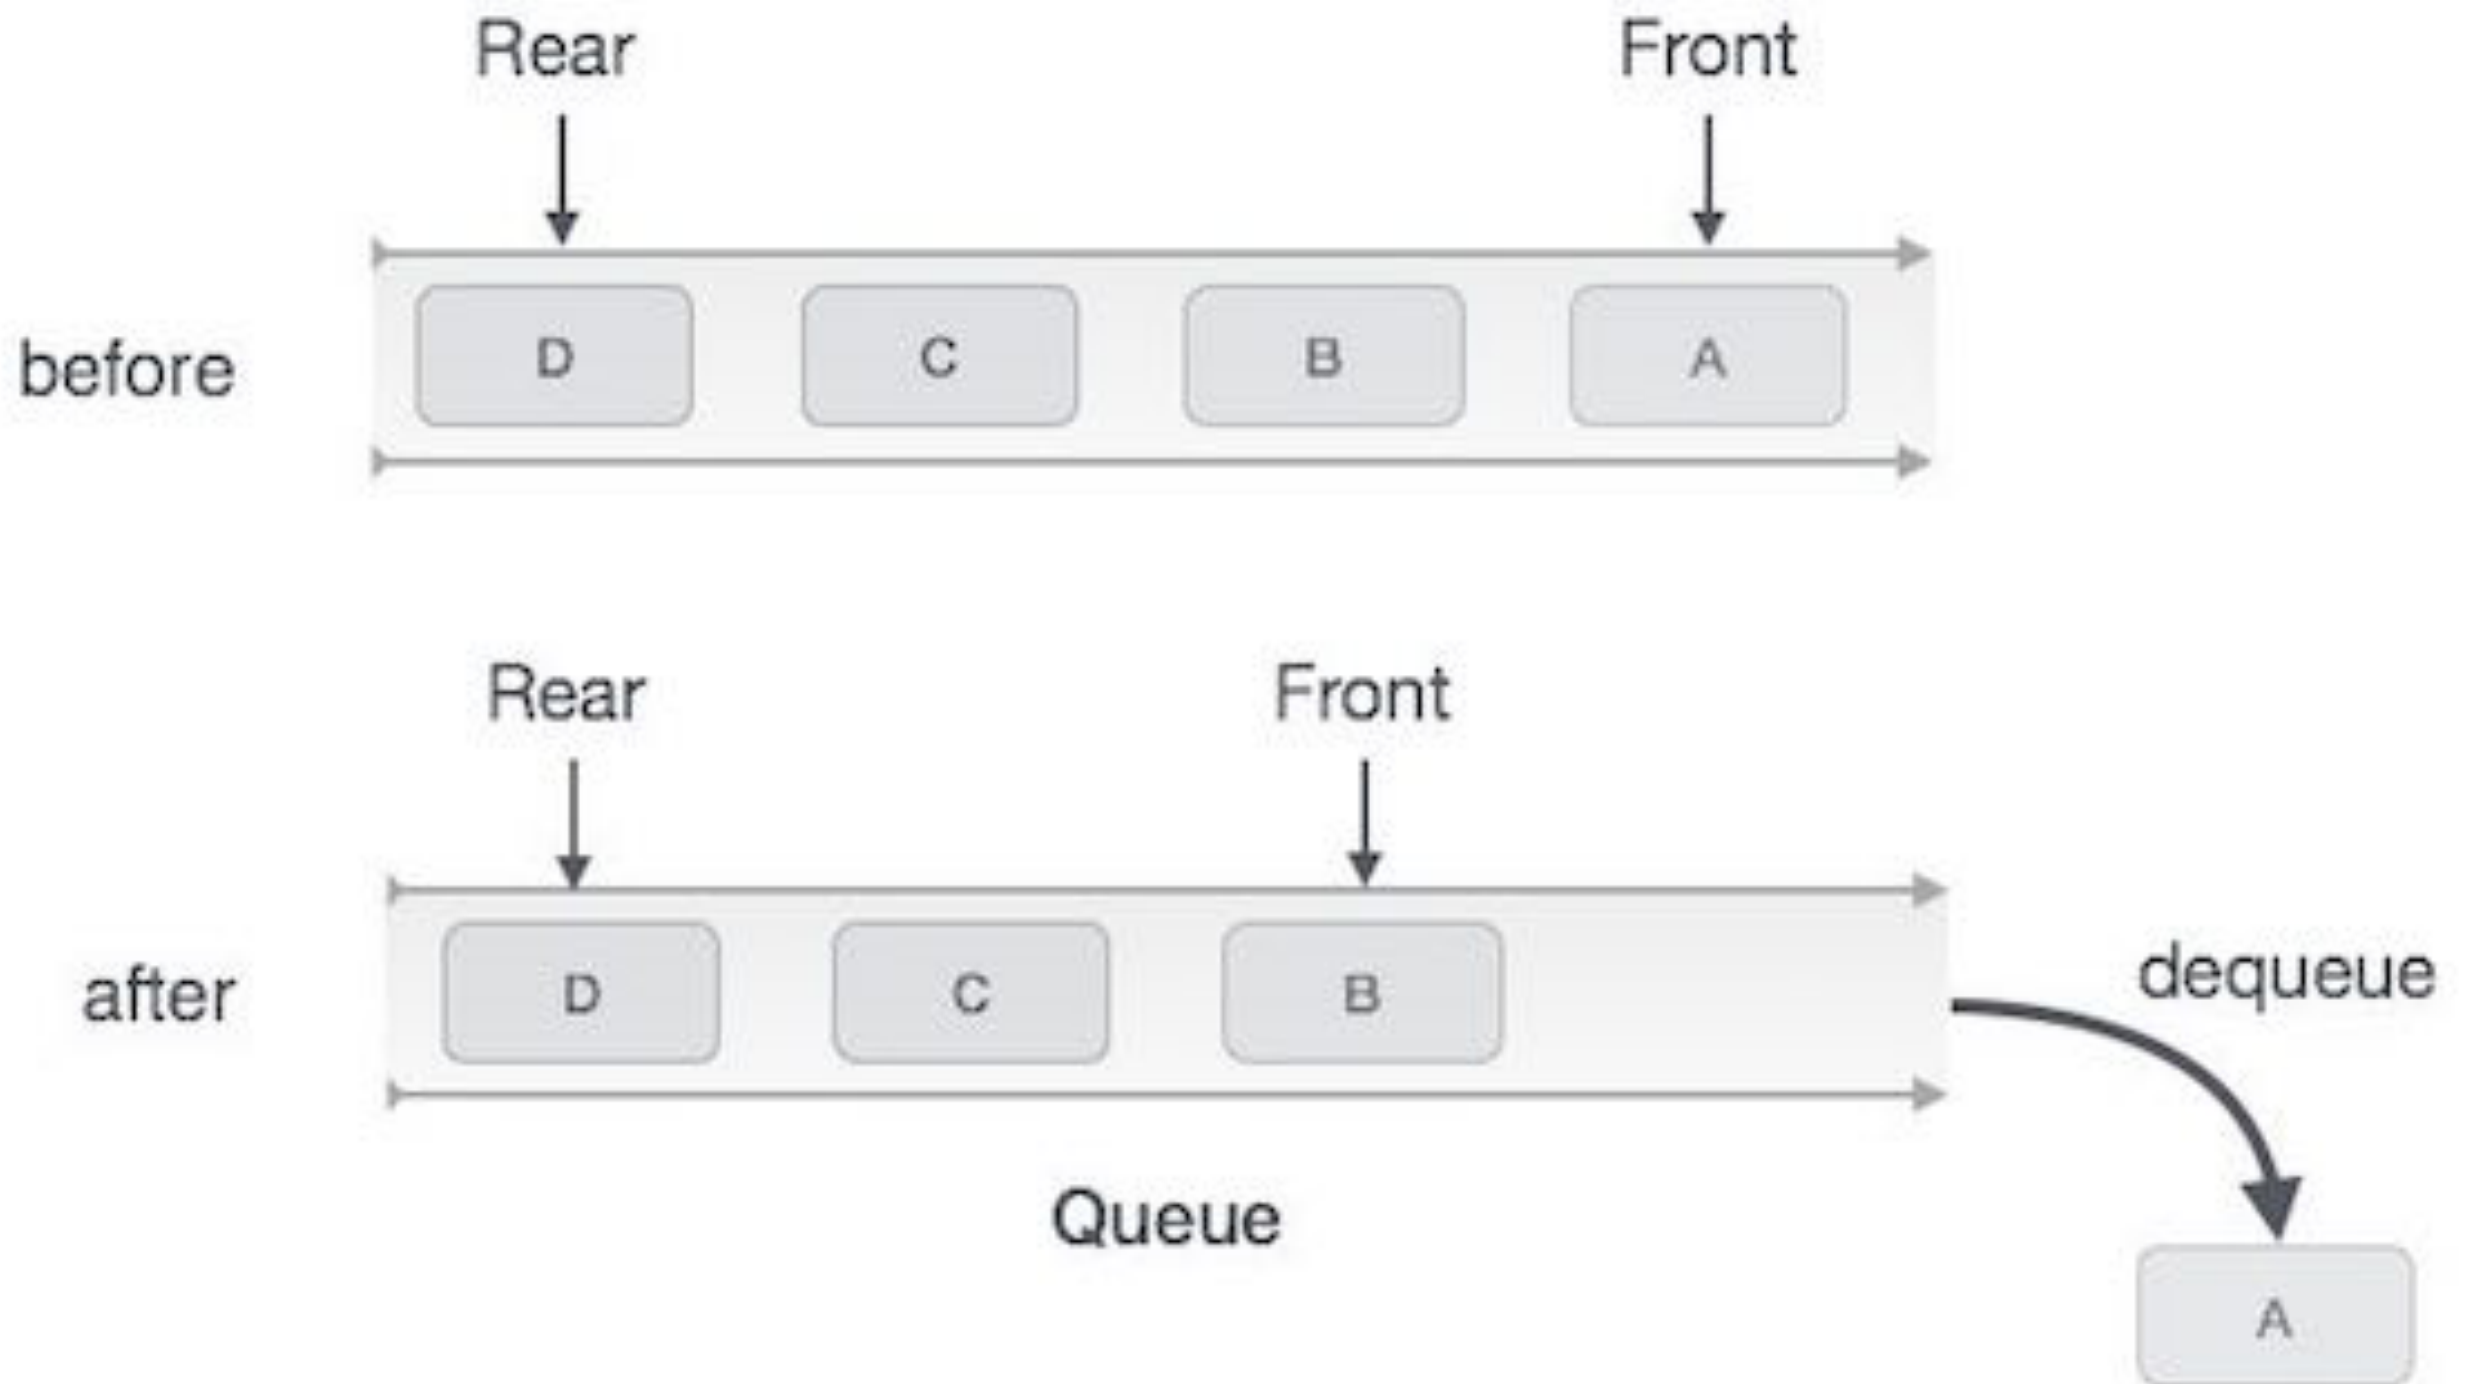 Rear Front
before D C B A
Rear Front
after D C B dequeue
Queue
A